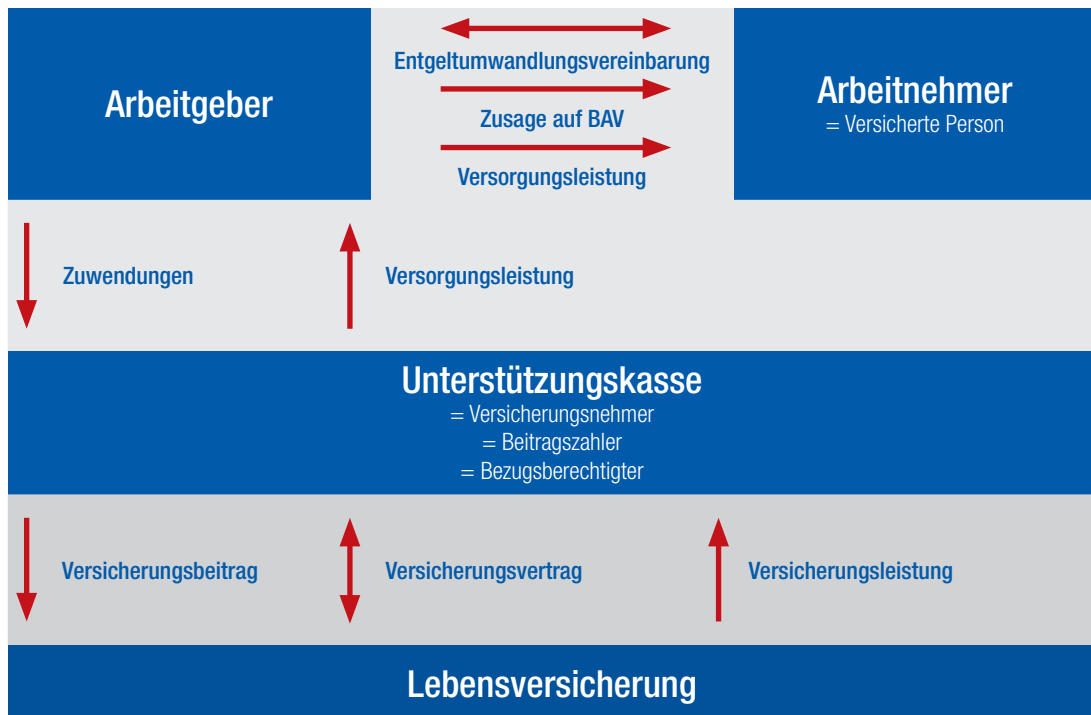 Arbeitgeber
Entgeltumwandlungsvereinbarung
Zusage auf BAV
Versorgungsleistung
Arbeitnehmer
= Versicherte Person
Zuwendungen
Versorgungsleistung
Unterstützungskasse
= Versicherungsnehmer
= Beitragszahler
= Bezugsberechtigter
Versicherungsbeitrag
Versicherungsvertrag
Versicherungsleistung
Lebensversicherung